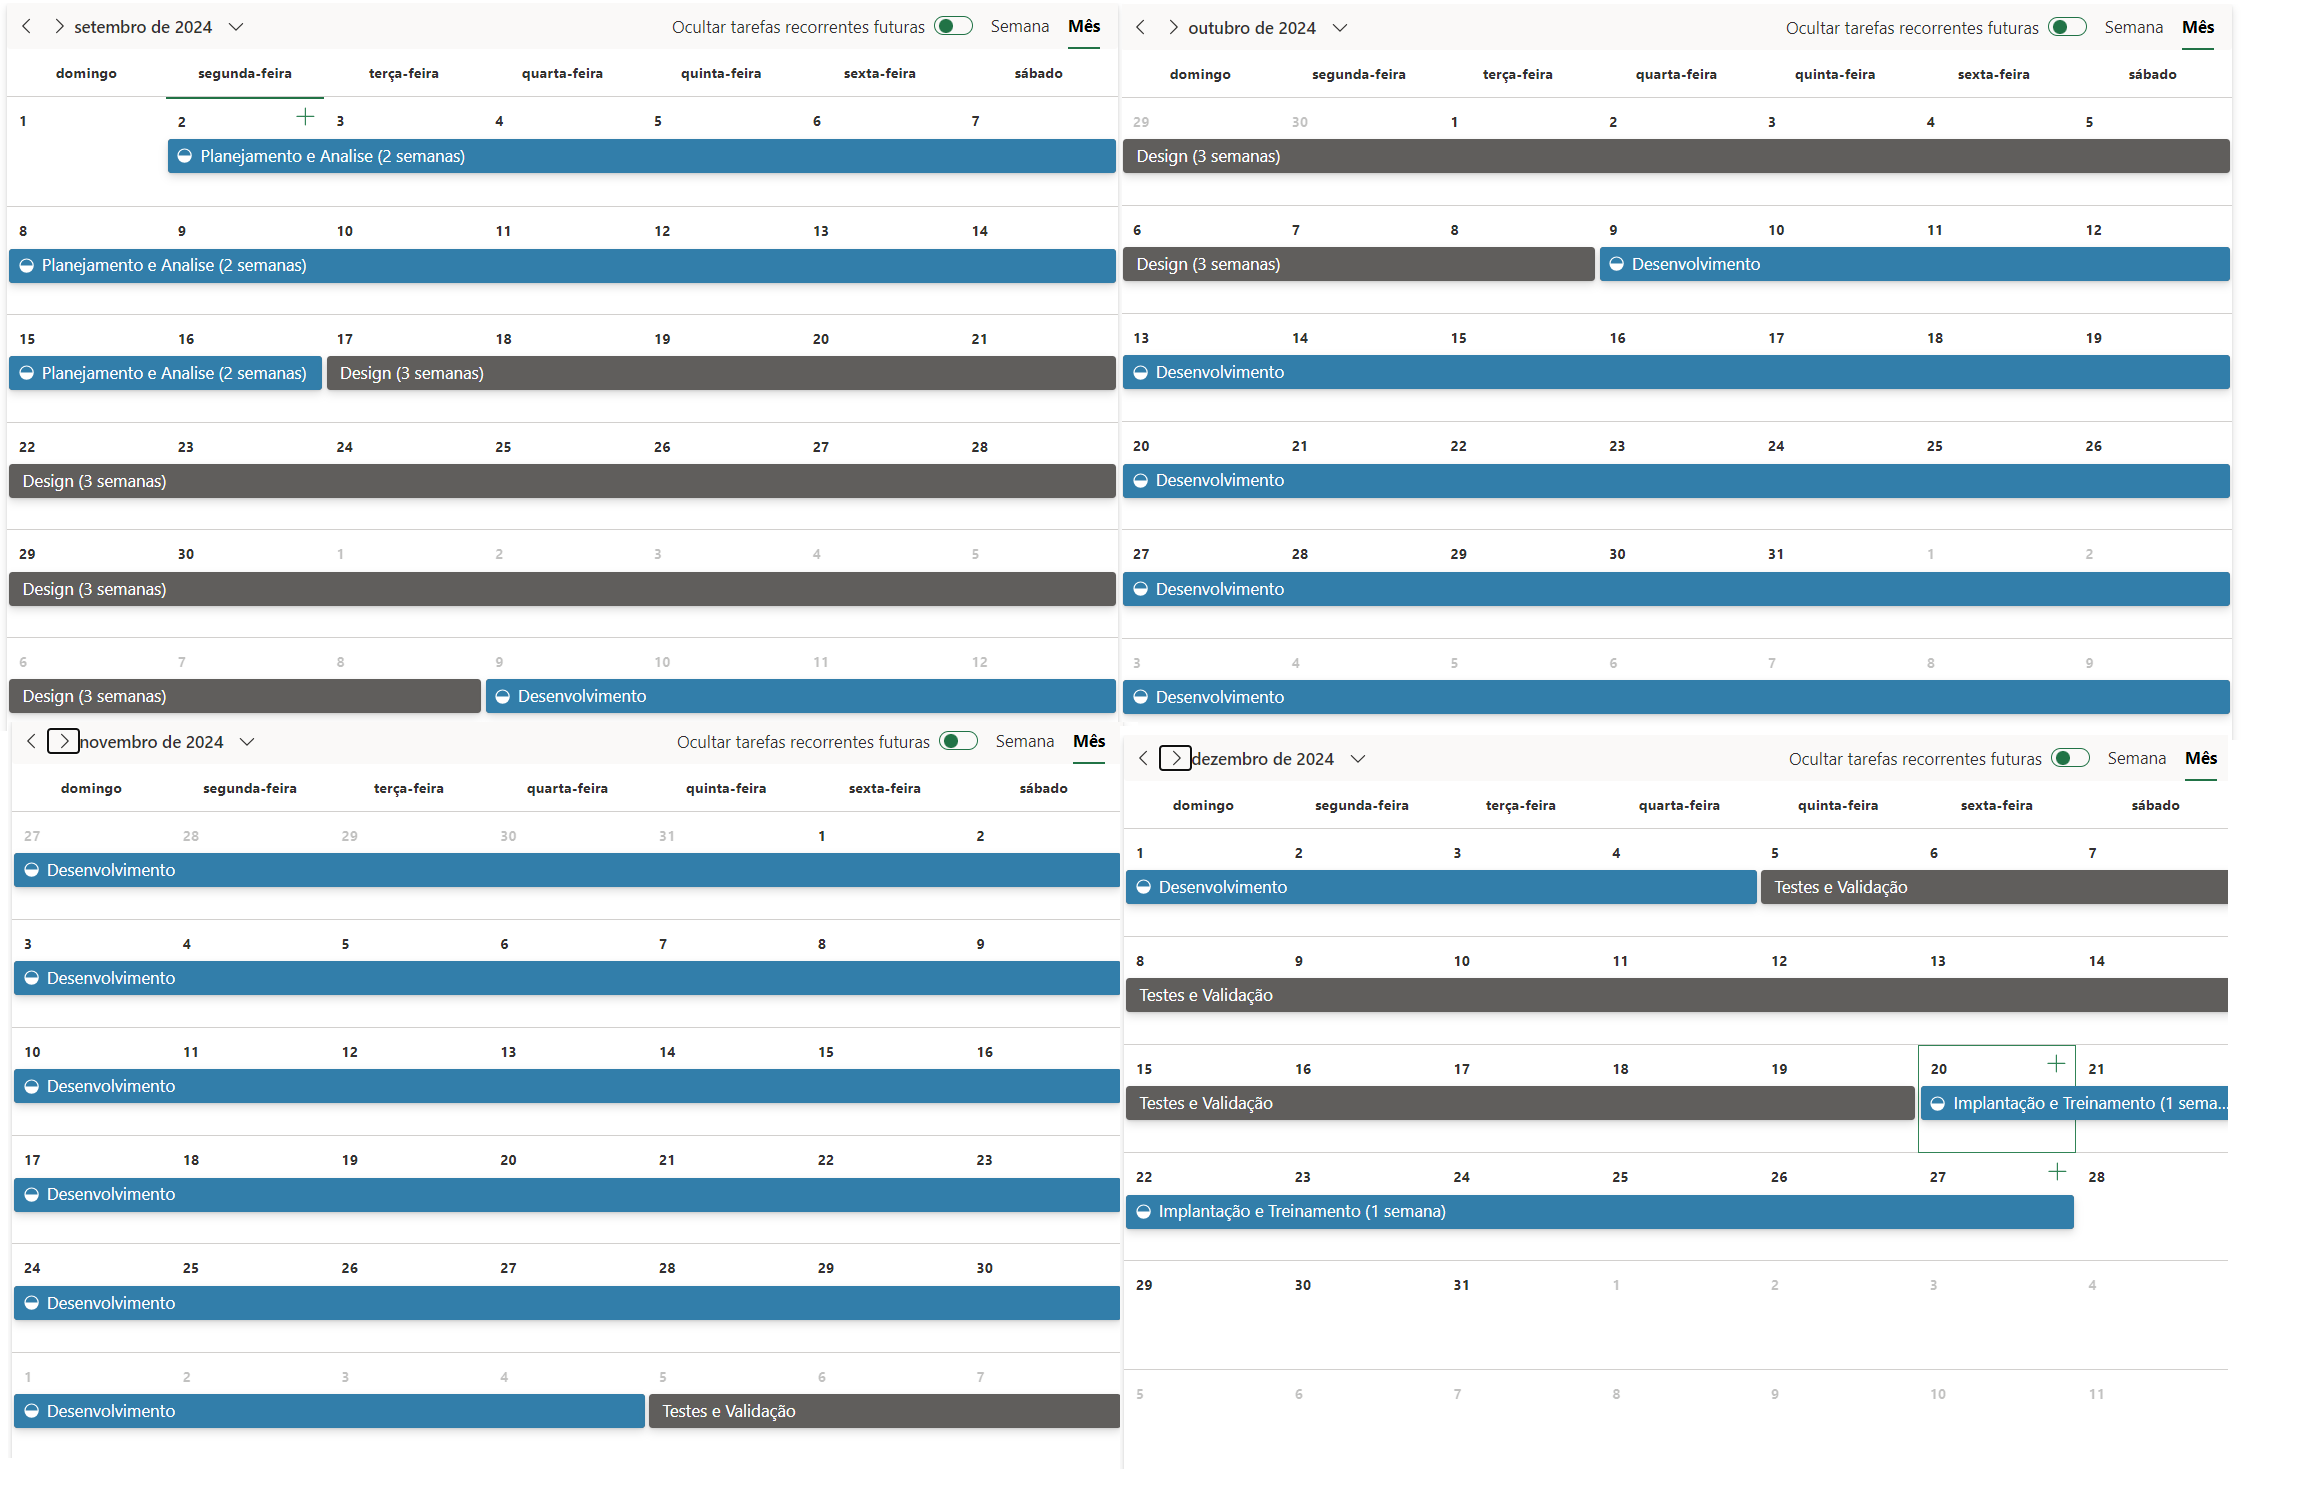 setembro de 2024 Ocultar tarefas recorrentes futuras Semana Mês
domingo segunda-feira terça-feira quarta-feira quinta-feira sexta-feira sábado
1 2 3 4 5 6 7
Planejamento e Analise (2 semanas)
8 9 10 11 12 13 14
Planejamento e Analise (2 semanas)
15 16 17 18 19 20 21
Planejamento e Analise (2 semanas) Design (3 semanas)
22 23 24 25 26 27 28
Design (3 semanas)
29 30 1 2 3 4 5
Design (3 semanas)
6 7 8 9 10 11 12
Design (3 semanas) Desenvolvimento
outubro de 2024 Ocultar tarefas recorrentes futuras Semana Mês
domingo segunda-feira terça-feira quarta-feira quinta-feira sexta-feira sábado
29 30 1 2 3 4 5
Design (3 semanas)
6 7 8 9 10 11 12
Design (3 semanas) Desenvolvimento
13 14 15 16 17 18 19
Desenvolvimento
20 21 22 23 24 25 26
Desenvolvimento
27 28 29 30 31 1 2
Desenvolvimento
3 4 5 6 7 8 9
Desenvolvimento
novembro de 2024 Ocultar tarefas recorrentes futuras Semana Mês
domingo segunda-feira terça-feira quarta-feira quinta-feira sexta-feira sábado
27 28 29 30 31 1 2
Desenvolvimento
3 4 5 6 7 8 9
Desenvolvimento
10 11 12 13 14 15 16
Desenvolvimento
17 18 19 20 21 22 23
Desenvolvimento
24 25 26 27 28 29 30
Desenvolvimento
1 2 3 4 5 6 7
Desenvolvimento Testes e Validação
dezembro de 2024 Ocultar tarefas recorrentes futuras Semana Mês
domingo segunda-feira terça-feira quarta-feira quinta-feira sexta-feira sábado
1 2 3 4 5 6 7
Desenvolvimento Testes e Validação
8 9 10 11 12 13 14
Testes e Validação
15 16 17 18 19 20 21
Testes e Validação Implantação e Treinamento (1 sema...
22 23 24 25 26 27 28
Implantação e Treinamento (1 semana)
29 30 31 1 2 3 4
5 6 7 8 9 10 11